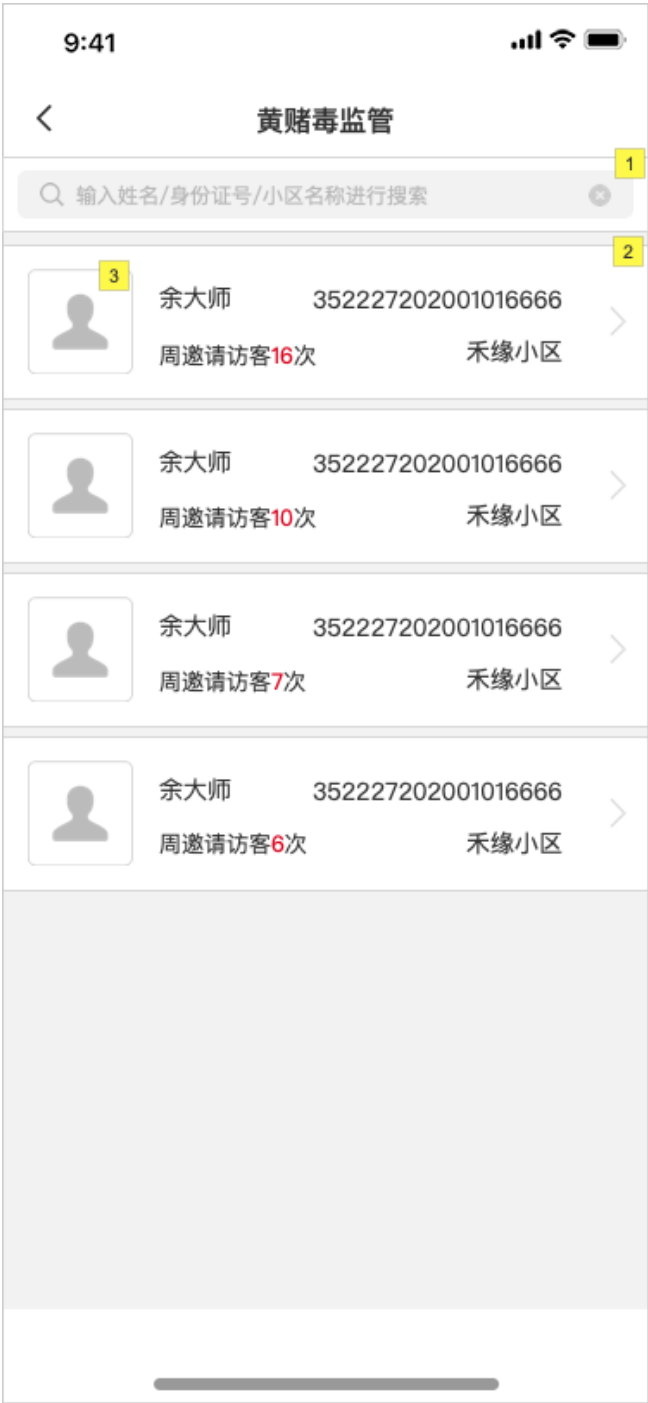 9:41
黄赌毒监管
1
输入姓名/身份证号/小区名称进行搜索
2
3
余大师 352227202001016666
周邀请访客16次 禾缘小区
余大师 352227202001016666
周邀请访客10次 禾缘小区
余大师 352227202001016666
周邀请访客7次 禾缘小区
余大师 352227202001016666
周邀请访客6次 禾缘小区